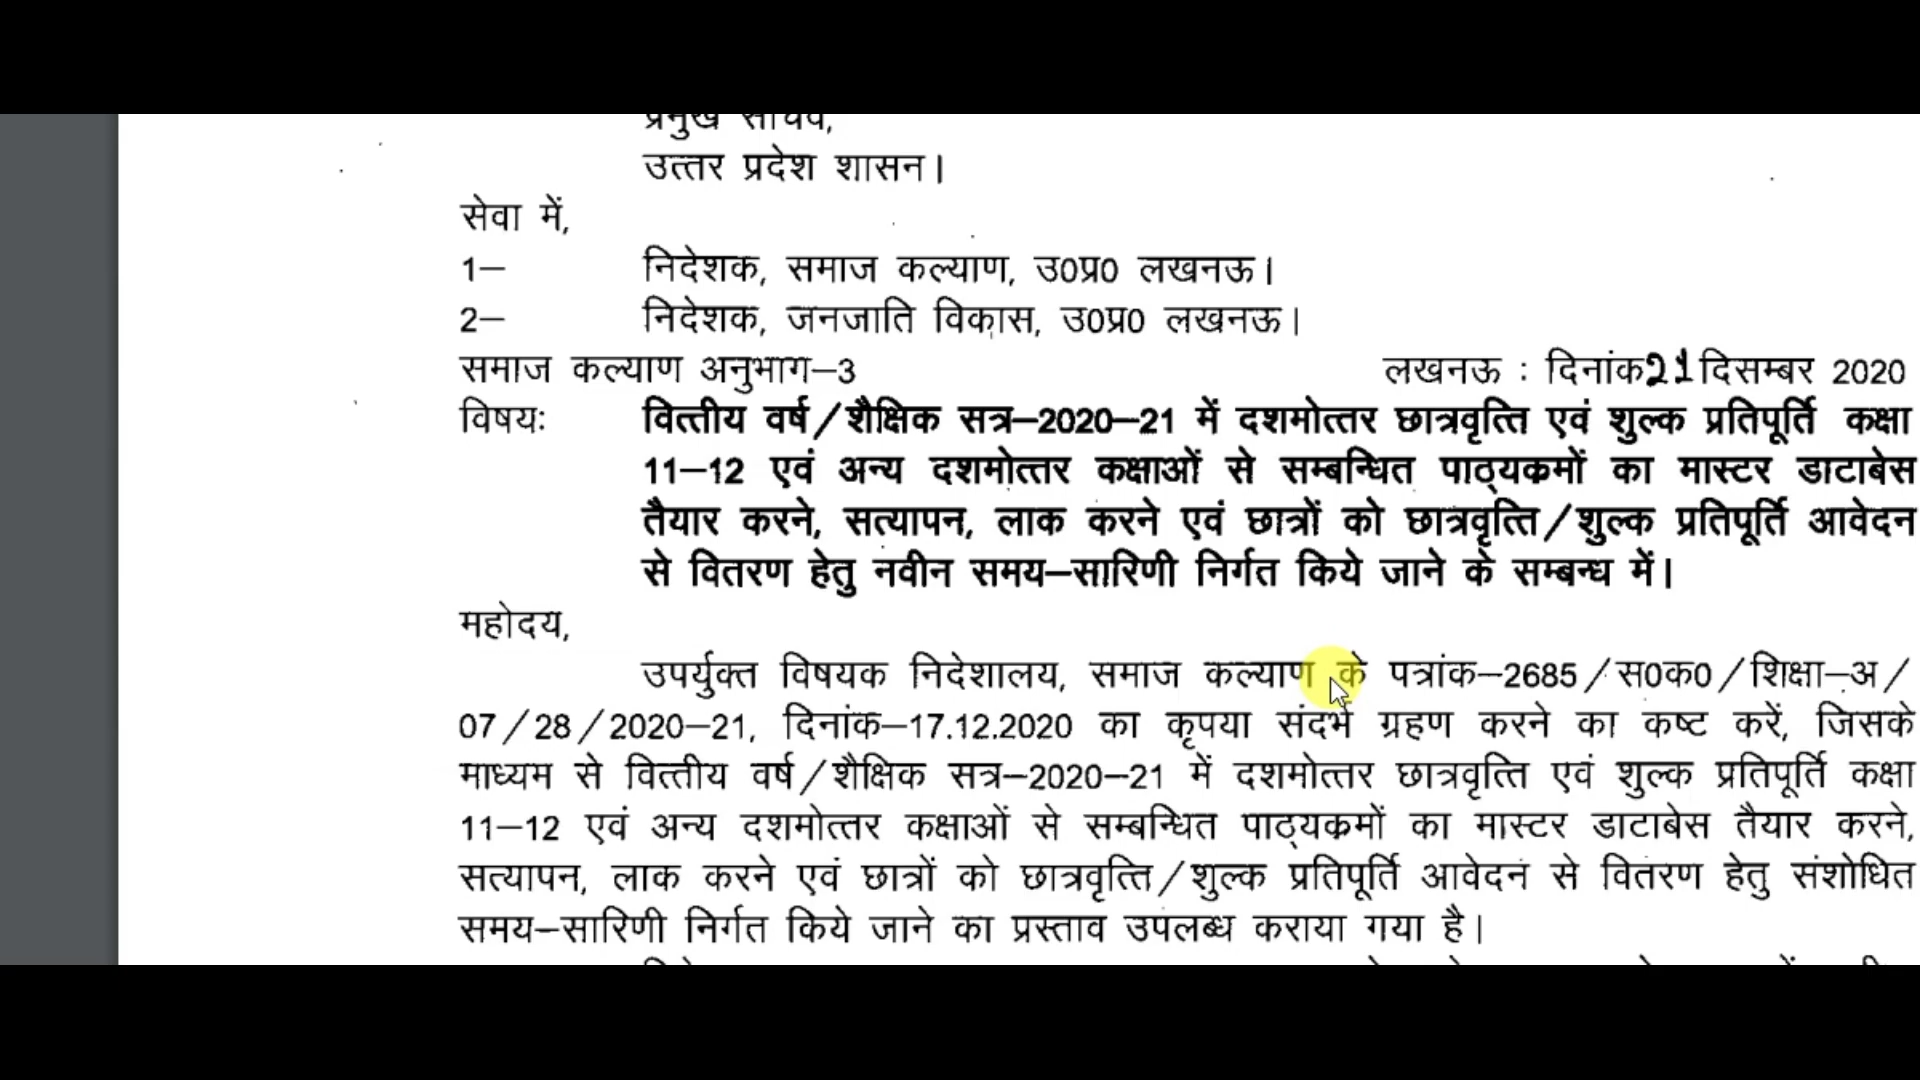 प्रमुख सचिव,
उत्तर प्रदेश शासन।
सेवा में,
1– निदेशक, समाज कल्याण, उ0प्र0 लखनऊ।
2– निदेशक, जनजाति विकास, उ0प्र0 लखनऊ।
समाज कल्याण अनुभाग–3 लखनऊ : दिनांक 21 दिसम्बर 2020
विषयः वित्तीय वर्ष/शैक्षिक सत्र–2020–21 में दशमोत्तर छात्रवृत्ति एवं शुल्क प्रतिपूर्ति कक्षा
11–12 एवं अन्य दशमोत्तर कक्षाओं से सम्बन्धित पाठ्यकमों का मास्टर डाटाबेस
तैयार करने, सत्यापन, लाक करने एवं छात्रों को छात्रवृत्ति/शुल्क प्रतिपूर्ति आवेदन
से वितरण हेतु नवीन समय–सारिणी निर्गत किये जाने के सम्बन्ध में।
महोदय,
उपर्युक्त विषयक निदेशालय, समाज कल्याण के पत्रांक–2685/स0क0/शिक्षा–अ/
07/28/2020–21, दिनांक–17.12.2020 का कृपया संदर्भ ग्रहण करने का कष्ट करें, जिसके
माध्यम से वित्तीय वर्ष/शैक्षिक सत्र–2020–21 में दशमोत्तर छात्रवृत्ति एवं शुल्क प्रतिपूर्ति कक्षा
11–12 एवं अन्य दशमोत्तर कक्षाओं से सम्बन्धित पाठ्यकमों का मास्टर डाटाबेस तैयार करने,
सत्यापन, लाक करने एवं छात्रों को छात्रवृत्ति/शुल्क प्रतिपूर्ति आवेदन से वितरण हेतु संशोधित
समय–सारिणी निर्गत किये जाने का प्रस्ताव उपलब्ध कराया गया है।